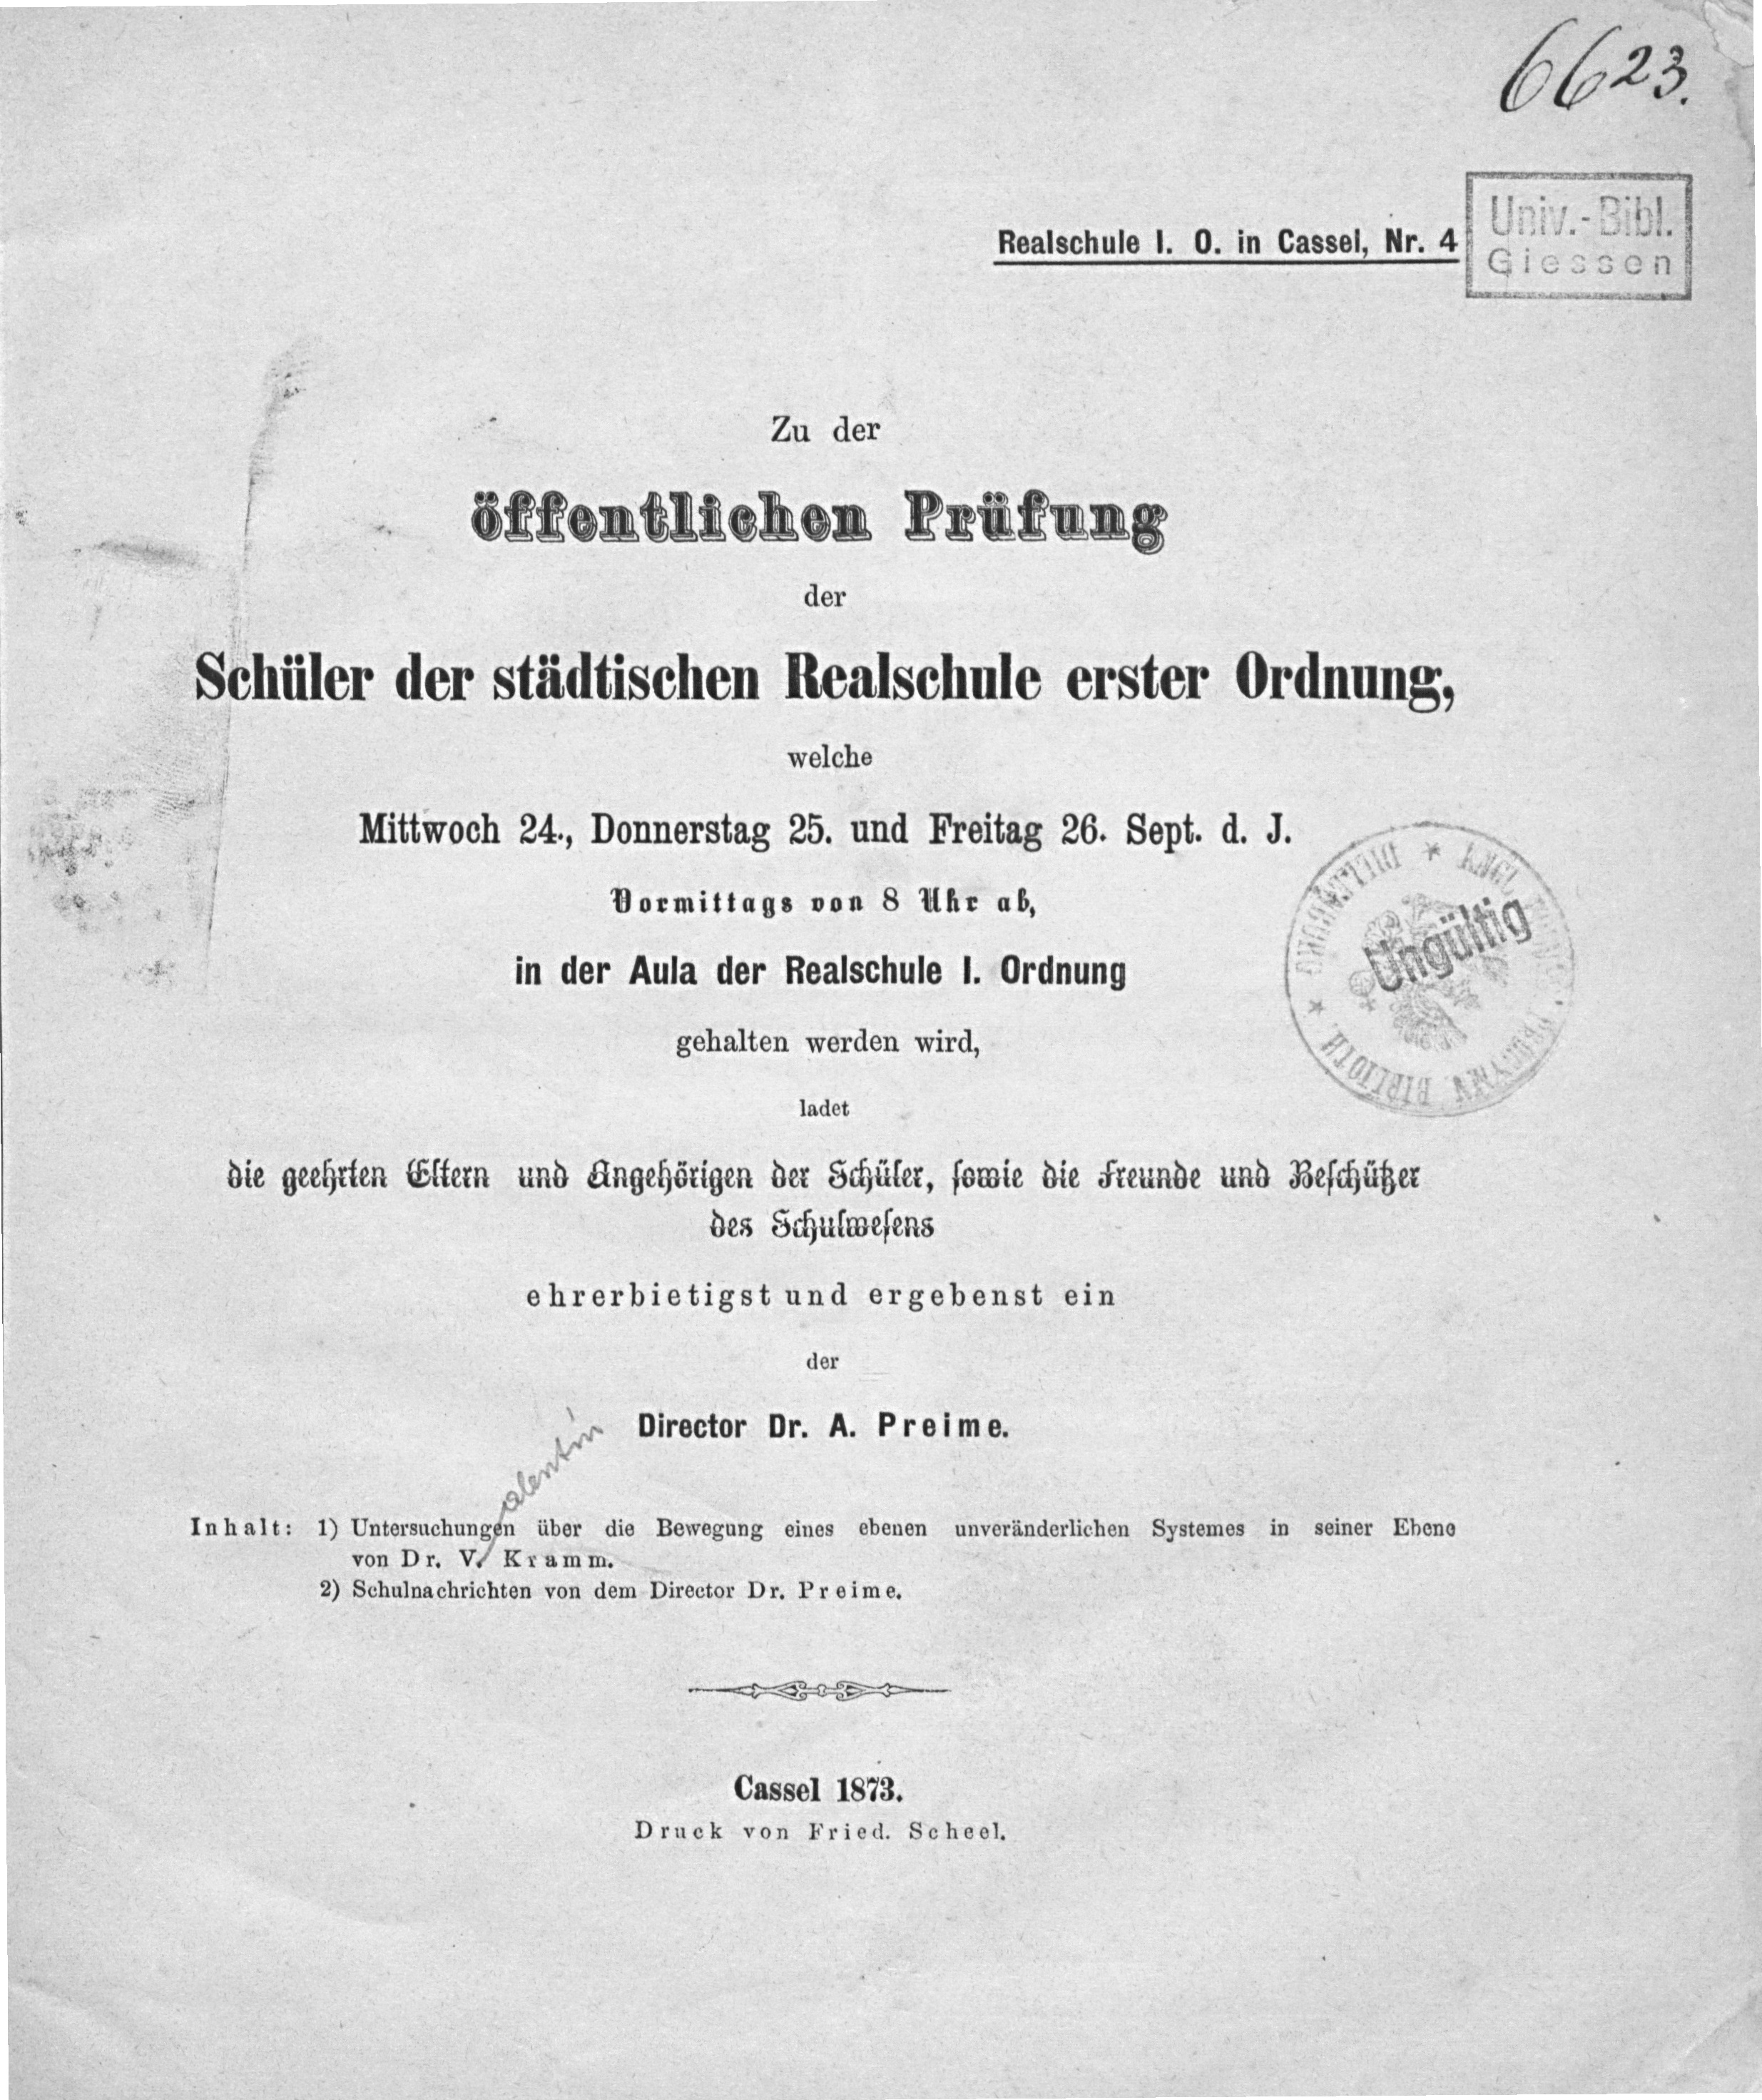 6623.
Realschule I. O. in Cassel, Nr. 4
Univ.-Bibl.
Giessen
Zu der
öffentlichen Prüfung
der
Schüler der städtischen Realschule erster Ordnung,
welche
Mittwoch 24., Donnerstag 25. und Freitag 26. Sept. d. J.
Vormittags von 8 Uhr ab,
in der Aula der Realschule I. Ordnung
gehalten werden wird,
Ungültig
ladet
die geehrten Eltern und Angehörigen der Schüler, sowie die Freunde und Beschützer
des Schulwesens
ehrerbietigst und ergebenst ein
der
Director Dr. A. Preime.
alentin
Inhalt: 1) Untersuchungen über die Bewegung eines ebenen unveränderlichen Systemes in seiner Ebene
von Dr. V. Kramm.
2) Schulnachrichten von dem Director Dr. Preime.
Cassel 1873.
Druck von Fried. Scheel.